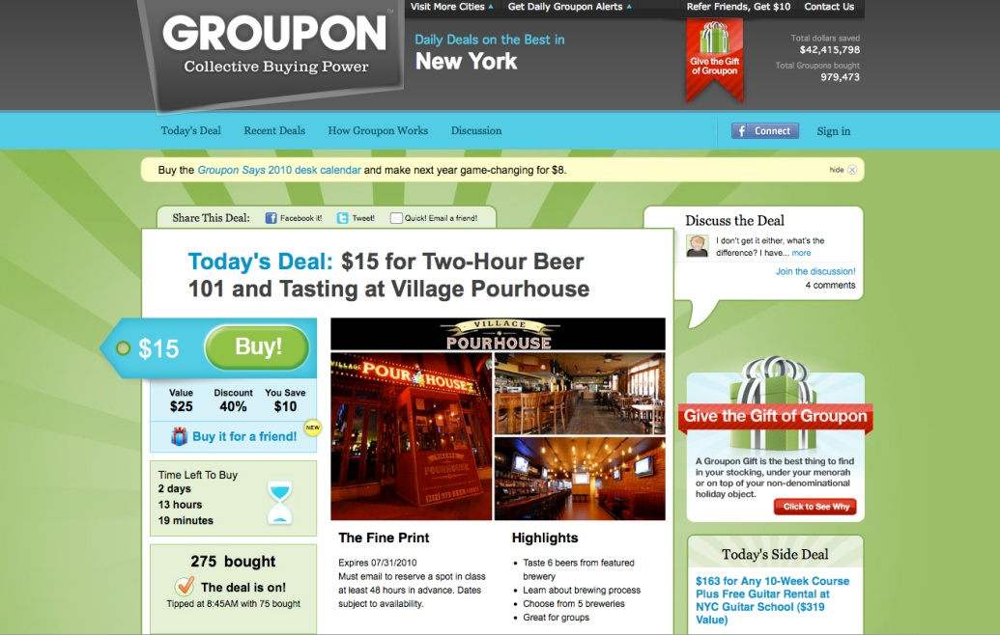 GROUPON™
Collective Buying Power
Visit More Cities
Get Daily Groupon Alerts
Refer Friends, Get $10
Contact Us
Daily Deals on the Best in
New York
Give the Gift
of Groupon
Total dollars saved
$42,415,798
Total Groupons bought
979,473
Today's Deal
Recent Deals
How Groupon Works
Discussion
f Connect
Sign in
Buy the Groupon Says 2010 desk calendar and make next year game-changing for $8.
hide
Share This Deal:
Facebook it!
Tweet!
Quick! Email a friend!
Today's Deal: $15 for Two-Hour Beer
101 and Tasting at Village Pourhouse
$15
Buy!
Value
Discount
You Save
$25
40%
$10
Buy it for a friend!
NEW
Time Left To Buy
2 days
13 hours
19 minutes
275 bought
The deal is on!
Tipped at 8:45AM with 75 bought
VILLAGE
POURHOUSE
VILLAGE POUR HOUSE
POURHOUSE
The Fine Print
Expires 07/31/2010
Must email to reserve a spot in class
at least 48 hours in advance. Dates
subject to availability.
Highlights
• Taste 6 beers from featured
brewery
• Learn about brewing process
• Choose from 5 breweries
• Great for groups
Discuss the Deal
I don't get it either, what's the
difference? I have... more
Join the discussion!
4 comments
Give the Gift of Groupon
A Groupon Gift is the best thing to find
in your stocking, under your menorah
or on top of your non-denominational
holiday object.
Click to See Why
Today's Side Deal
$163 for Any 10-Week Course
Plus Free Guitar Rental at
NYC Guitar School ($319
Value)